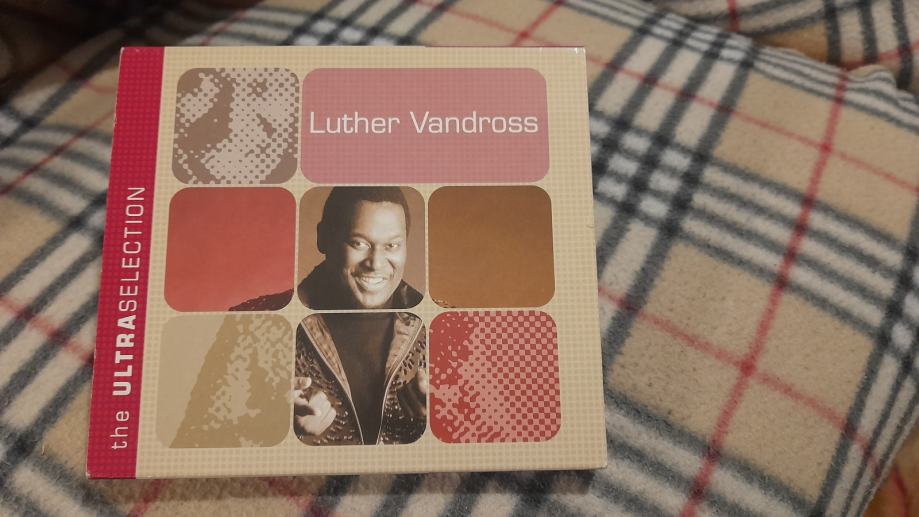 Luther Vandross
the ULTRASELECTION